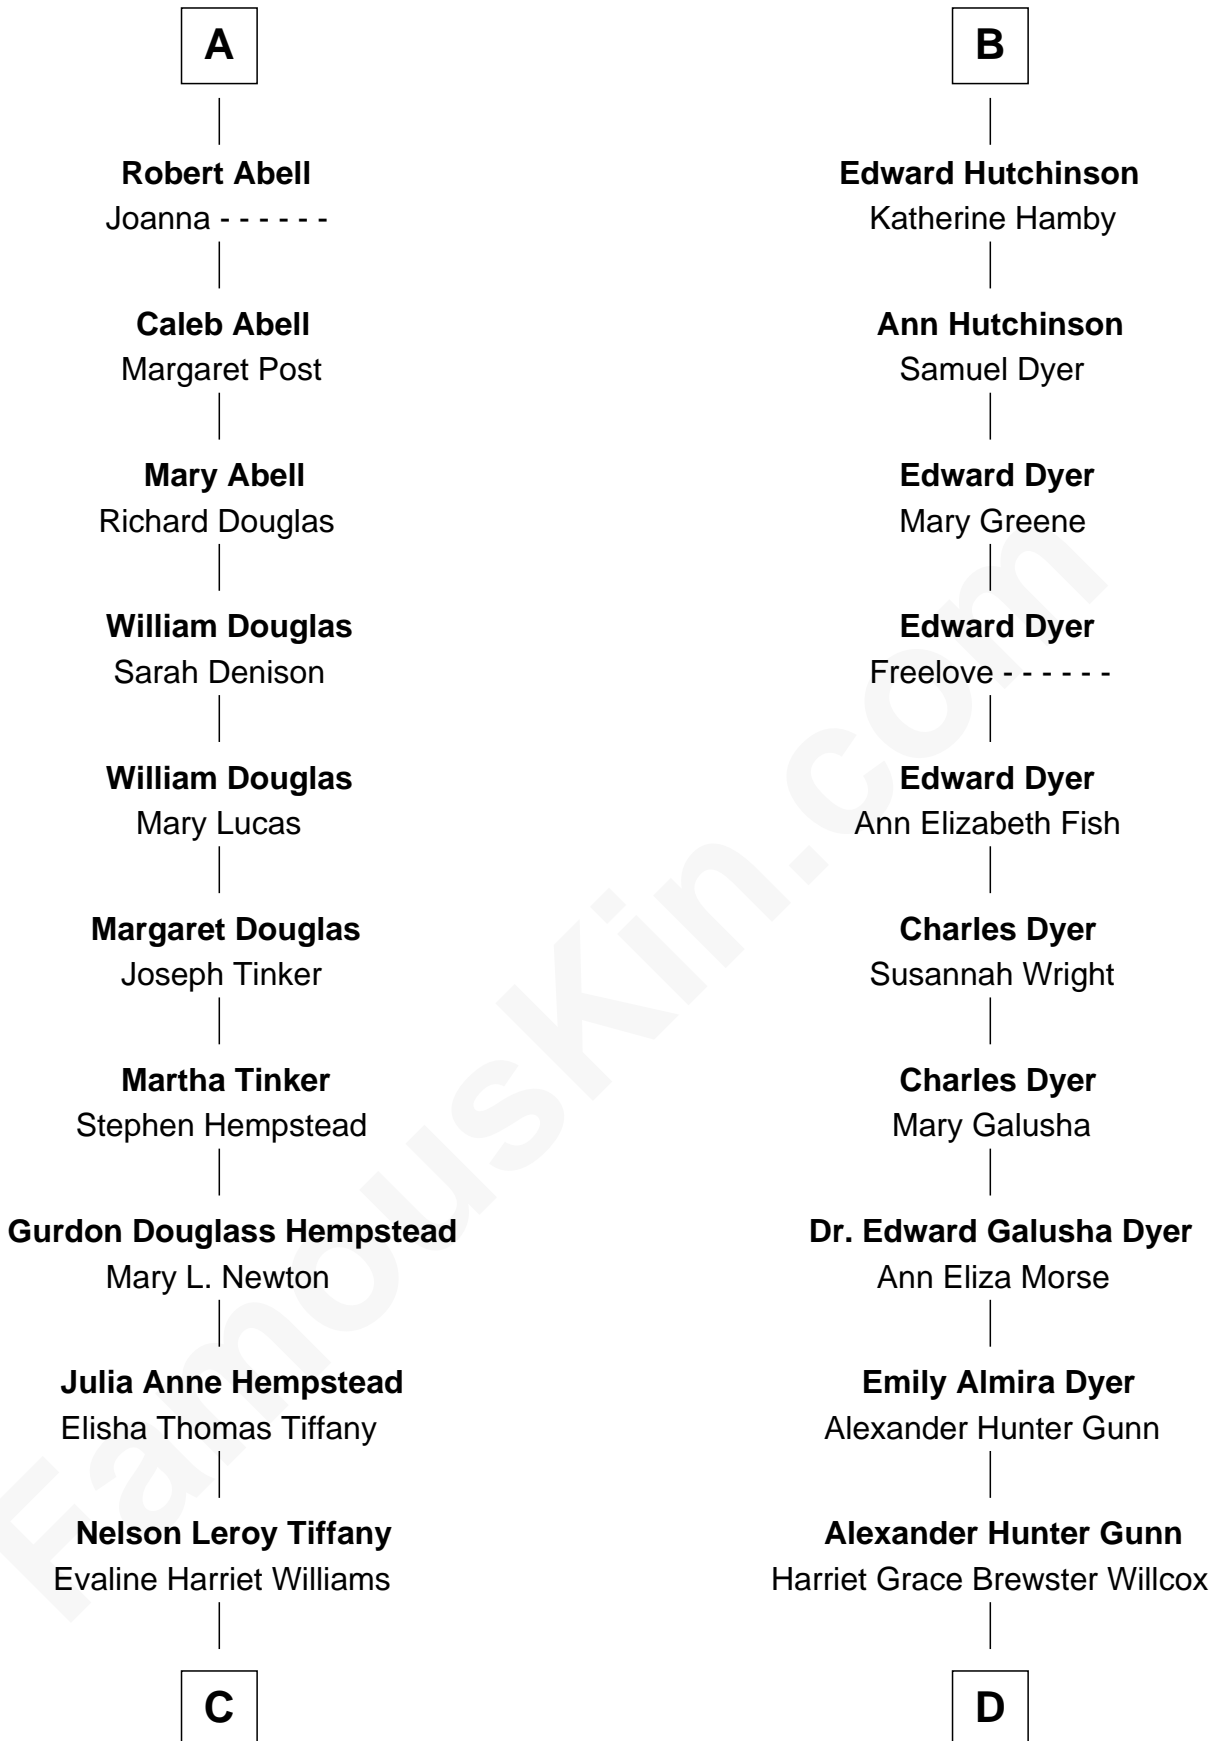 A
Robert Abell
Joanna - - - - - -
Caleb Abell
Margaret Post
Mary Abell
Richard Douglas
William Douglas
Sarah Denison
William Douglas
Mary Lucas
Margaret Douglas
Joseph Tinker
Martha Tinker
Stephen Hempstead
Gurdon Douglass Hempstead
Mary L. Newton
Julia Anne Hempstead
Elisha Thomas Tiffany
Nelson Leroy Tiffany
Evaline Harriet Williams
C
B
Edward Hutchinson
Katherine Hamby
Ann Hutchinson
Samuel Dyer
Edward Dyer
Mary Greene
Edward Dyer
Freelove - - - - - -
Edward Dyer
Ann Elizabeth Fish
Charles Dyer
Susannah Wright
Charles Dyer
Mary Galusha
Dr. Edward Galusha Dyer
Ann Eliza Morse
Emily Almira Dyer
Alexander Hunter Gunn
Alexander Hunter Gunn
Harriet Grace Brewster Willcox
D
FamousKin.com